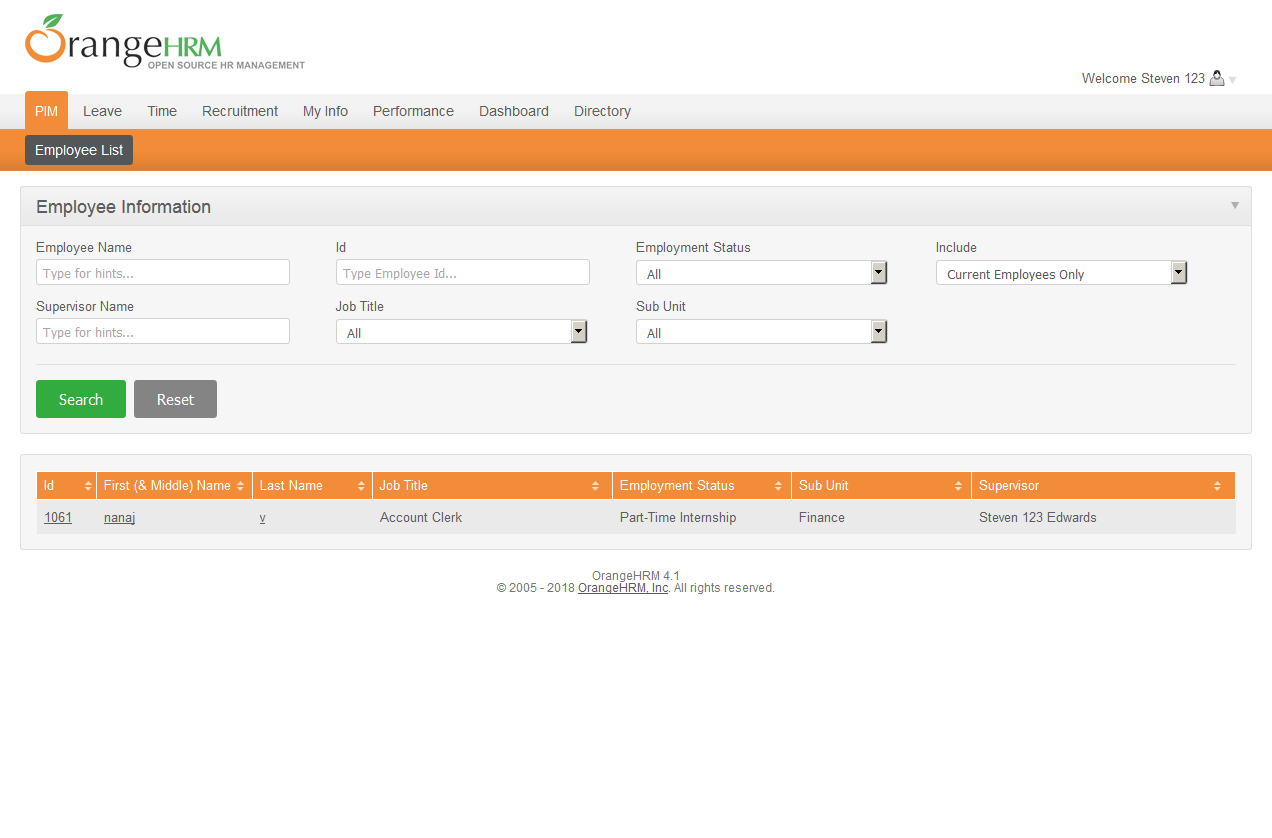 OrangeHRM
OPEN SOURCE HR MANAGEMENT
Welcome Steven 123
PIM Leave Time Recruitment My Info Performance Dashboard Directory
Employee List
Employee Information
Employee Name Id Employment Status Include
Type for hints... Type Employee Id... All Current Employees Only
Supervisor Name Job Title Sub Unit
Type for hints... All All
Search Reset
Id First (& Middle) Name Last Name Job Title Employment Status Sub Unit Supervisor
1061 nanaj v Account Clerk Part-Time Internship Finance Steven 123 Edwards
OrangeHRM 4.1
© 2005 - 2018 OrangeHRM, Inc. All rights reserved.